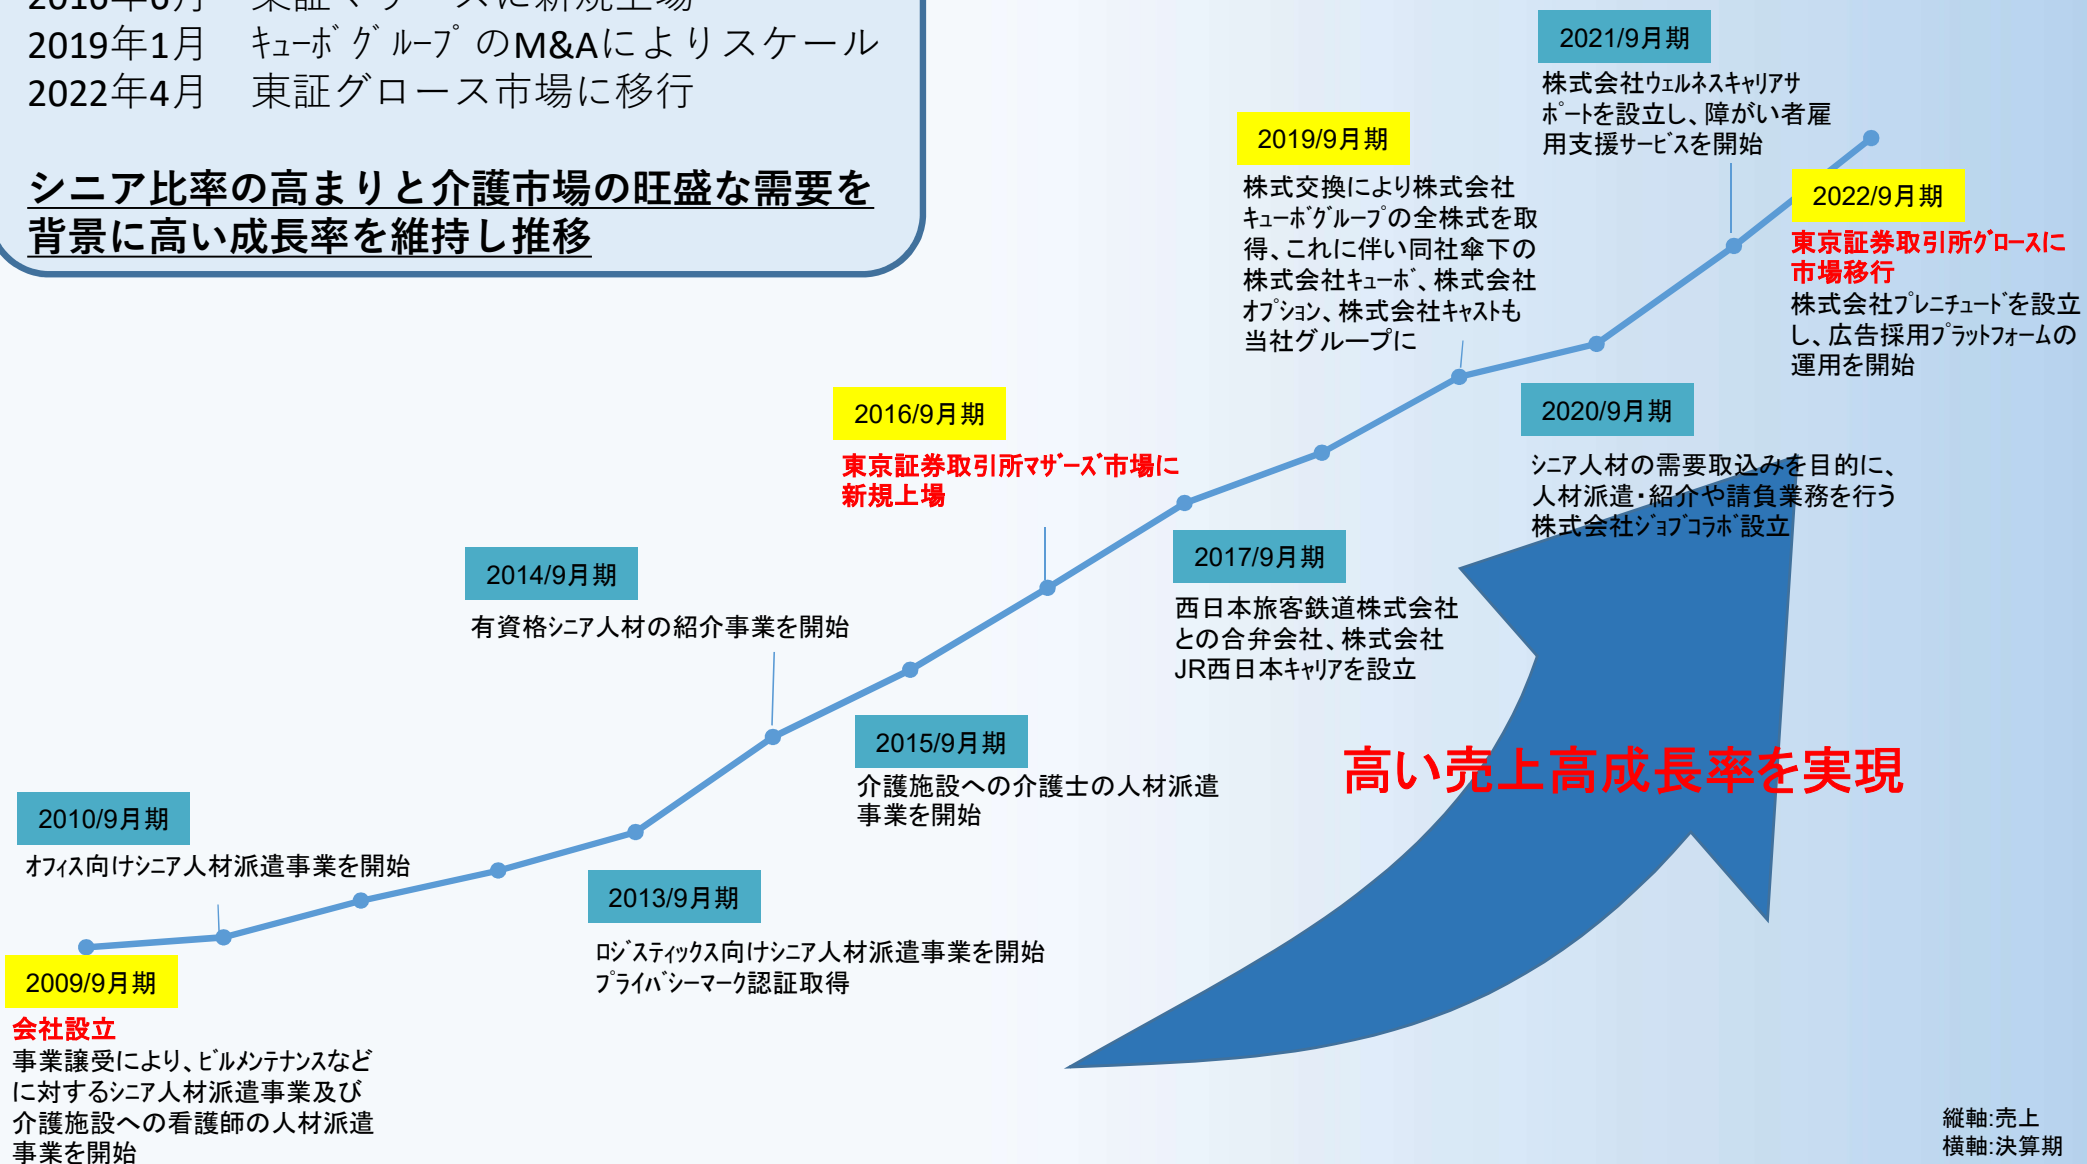 2016年6月 東証マザーズに新規上場
2019年1月 ｷｭｰﾎﾞｸﾞﾙｰﾌﾟのM&Aによりスケール
2022年4月 東証グロース市場に移行
シニア比率の高まりと介護市場の旺盛な需要を
背景に高い成長率を維持し推移
2021/9月期
株式会社ｳｪﾙﾈｽｷｬﾘｱｻ
ﾎﾟｰﾄを設立し、障がい者雇
用支援ｻｰﾋﾞｽを開始
2019/9月期
株式交換により株式会社
ｷｭｰﾎﾞｸﾞﾙｰﾌﾟの全株式を取
得、これに伴い同社傘下の
株式会社ｷｭｰﾎﾞ、株式会社
ｵﾌﾟｼｮﾝ、株式会社ｷｬｽﾄも
当社グループに
2022/9月期
東京証券取引所ｸﾞﾛｰｽに
市場移行
株式会社ﾌﾟﾚﾆﾁｭｰﾄﾞを設立
し、広告採用ﾌﾟﾗｯﾄﾌｫｰﾑの
運用を開始
2016/9月期
東京証券取引所ﾏｻﾞｰｽﾞ市場に
新規上場
2020/9月期
ｼﾆｱ人材の需要取込みを目的に、
人材派遣・紹介や請負業務を行う
株式会社ｼﾞｮﾌﾞｺﾗﾎﾞ設立
2014/9月期
有資格ｼﾆｱ人材の紹介事業を開始
2017/9月期
西日本旅客鉄道株式会社
との合弁会社、株式会社
JR西日本ｷｬﾘｱを設立
2015/9月期
介護施設への介護士の人材派遣
事業を開始
高い売上高成長率を実現
2010/9月期
ｵﾌｨｽ向けｼﾆｱ人材派遣事業を開始
2013/9月期
ﾛｼﾞｽﾃｨｯｸｽ向けｼﾆｱ人材派遣事業を開始
ﾌﾟﾗｲﾊﾞｼｰﾏｰｸ認証取得
2009/9月期
会社設立
事業譲受により、ﾋﾞﾙﾒﾝﾃﾅﾝｽなど
に対するｼﾆｱ人材派遣事業及び
介護施設への看護師の人材派遣
事業を開始
縦軸:売上
横軸:決算期